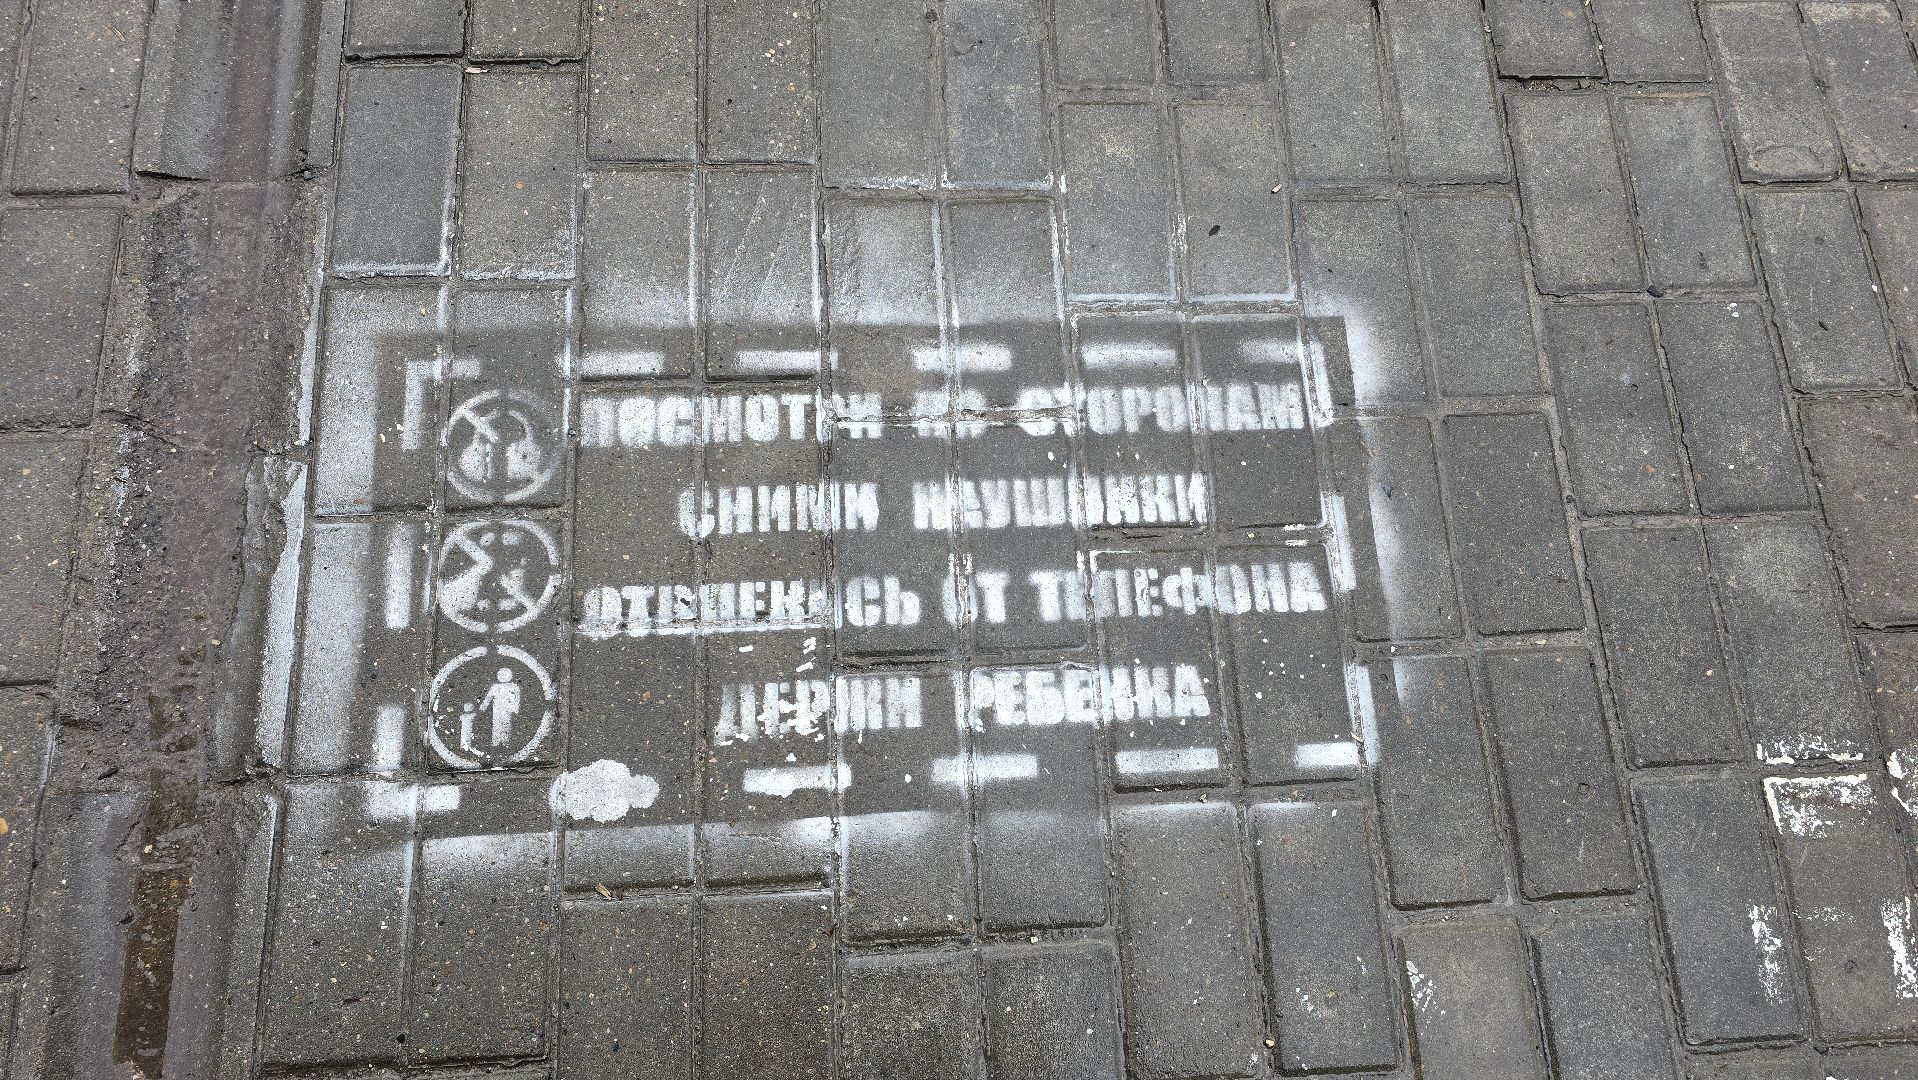 ПОСМОТРИ ПО СТОРОНАМ
СНИМИ НАУШНИКИ
ОТВЛЕКИСЬ ОТ ТЕЛЕФОНА
ДЕРЖИ РЕБЕНКА